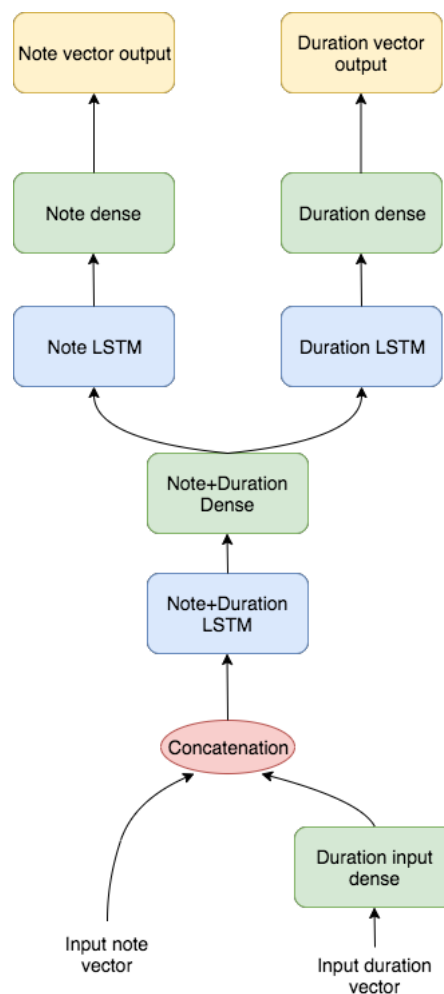 Note vector output
Duration vector
output
Note dense
Duration dense
Note LSTM
Duration LSTM
Note+Duration
Dense
Note+Duration
LSTM
Concatenation
Duration input
dense
Input note
vector
Input duration
vector